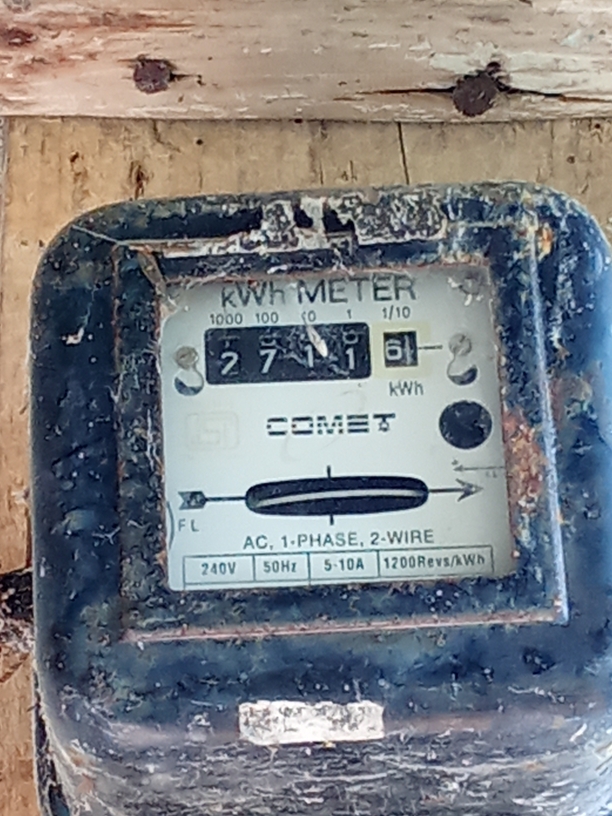 kWh METER
1000 100 10 1 1/10
2 7 1 1 6
kWh
ISI
COMET
F L
AC, 1-PHASE, 2-WIRE
240V 50Hz 5-10A 1200Revs/kWh